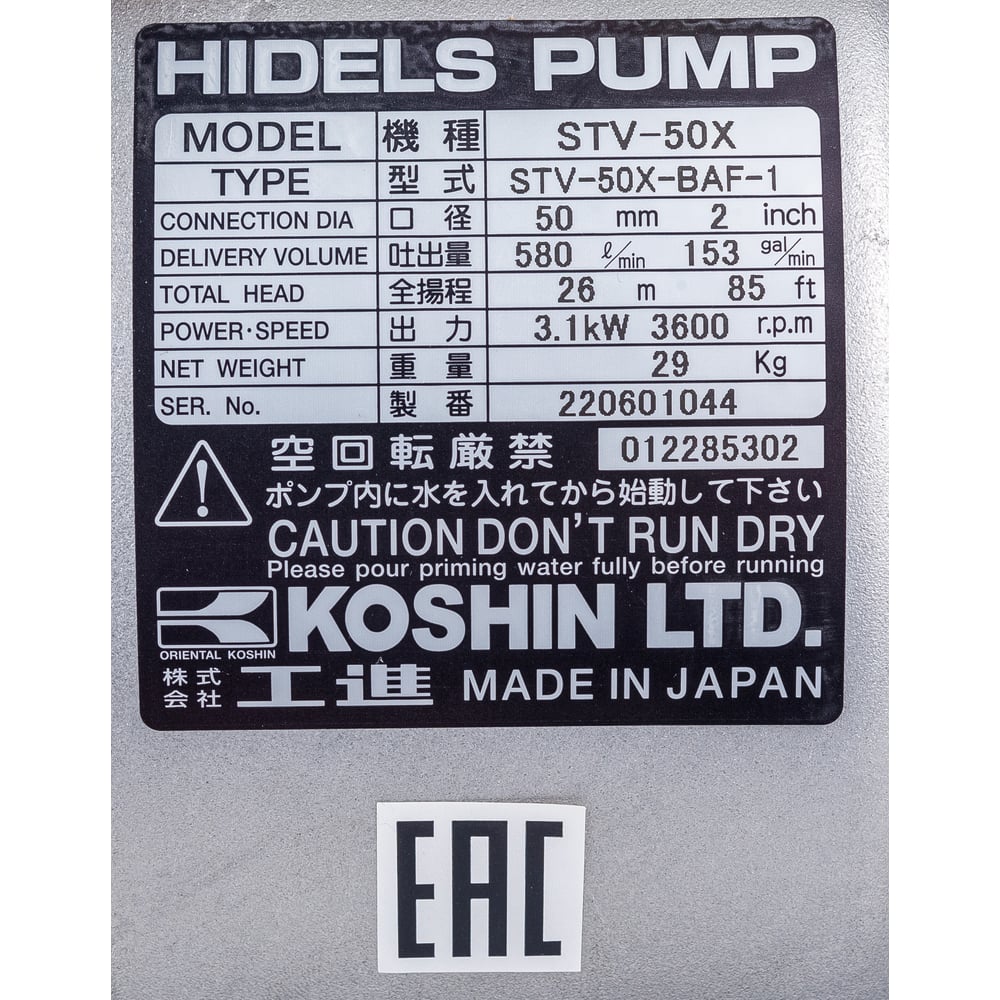 HIDELS PUMP
MODEL 機種 STV-50X
TYPE 型式 STV-50X-BAF-1
CONNECTION DIA 口径 50 mm 2 inch
DELIVERY VOLUME 吐出量 580 ℓ/min 153 gal/min
TOTAL HEAD 全揚程 26 m 85 ft
POWER・SPEED 出力 3.1kW 3600 r.p.m
NET WEIGHT 重量 29 Kg
SER. No. 製番 220601044
空回転厳禁 012285302
ポンプ内に水を入れてから始動して下さい
CAUTION DON'T RUN DRY
Please pour priming water fully before running
KOSHIN LTD.
ORIENTAL KOSHIN
株式会社 工進 MADE IN JAPAN
EAC